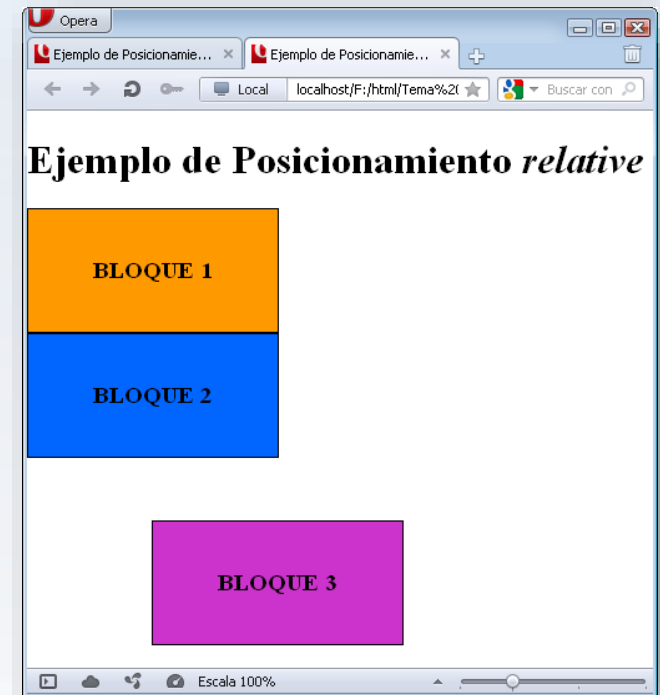 Opera
Ejemplo de Posicionamie...
Ejemplo de Posicionamie...
Local
localhost/F:/html/Tema%2(
Buscar con
Ejemplo de Posicionamiento relative
BLOQUE 1
BLOQUE 2
BLOQUE 3
Escala 100%